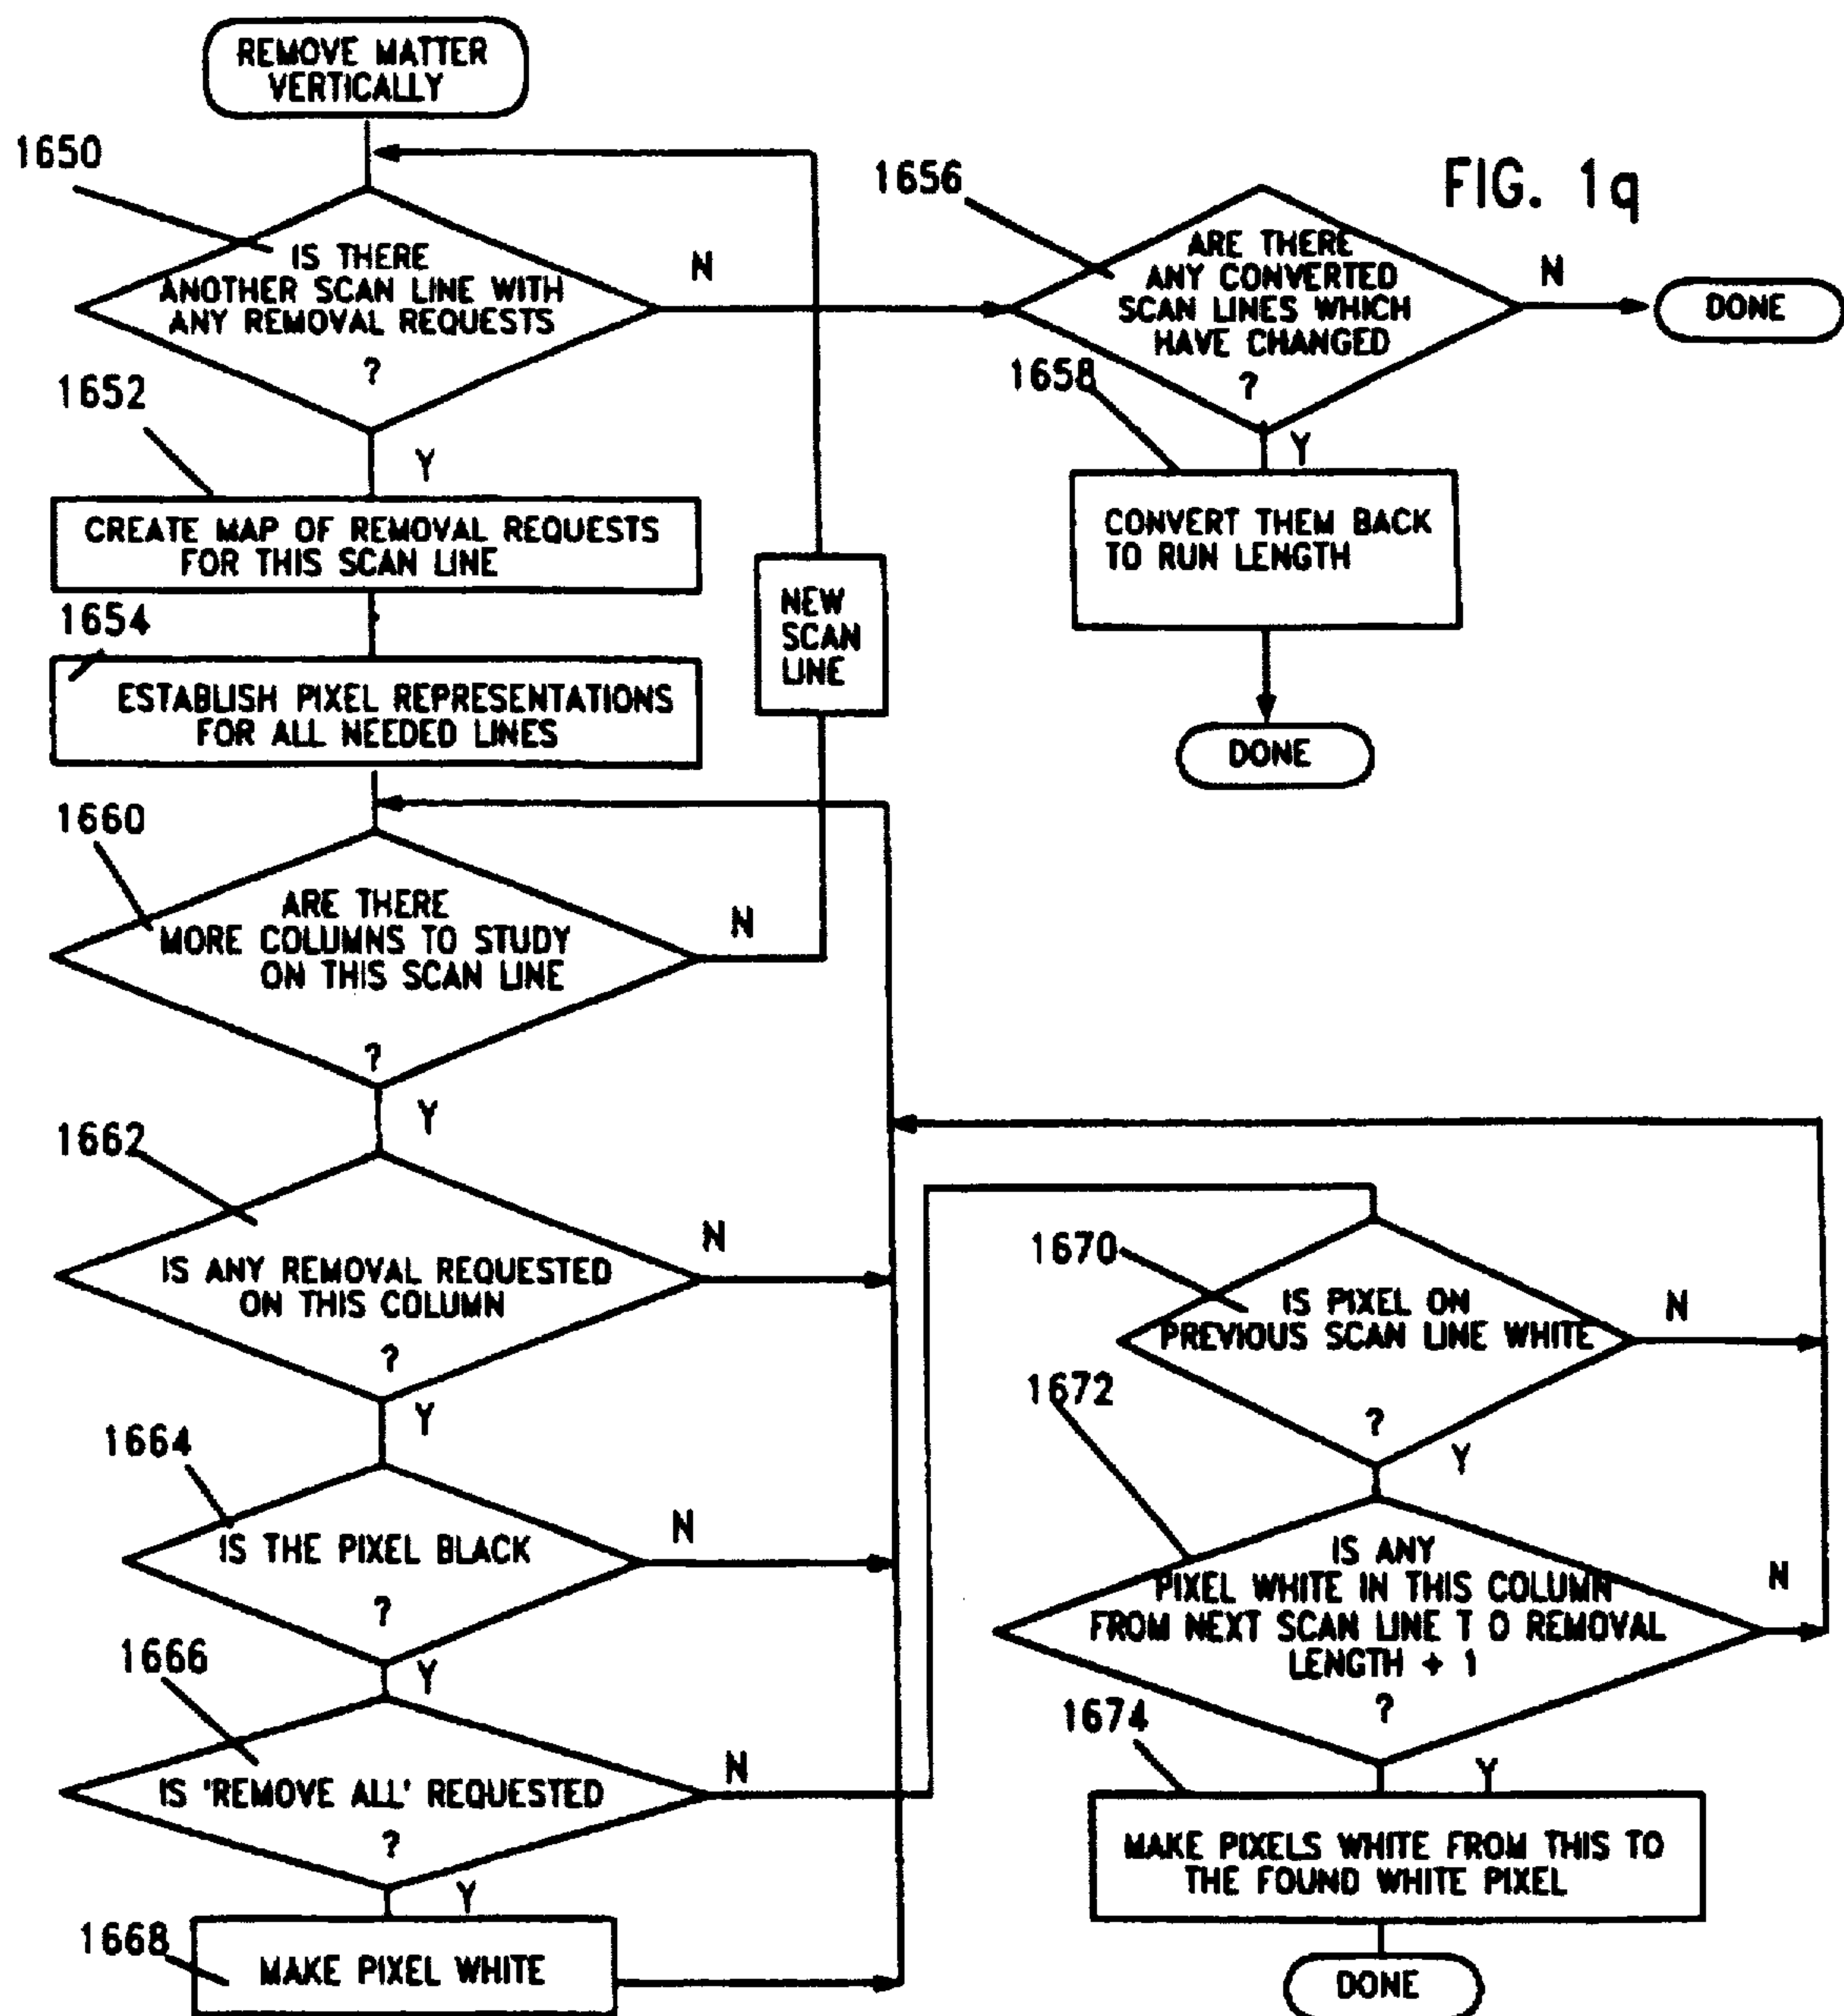 REMOVE MATTER
VERTICALLY
1650
IS THERE
ANOTHER SCAN LINE WITH
ANY REMOVAL REQUESTS
?
N
Y
1656
FIG. 1q
ARE THERE
ANY CONVERTED
SCAN LINES WHICH
HAVE CHANGED
?
N
DONE
Y
1658
CONVERT THEM BACK
TO RUN LENGTH
DONE
1652
CREATE MAP OF REMOVAL REQUESTS
FOR THIS SCAN LINE
NEW
SCAN
LINE
1654
ESTABLISH PIXEL REPRESENTATIONS
FOR ALL NEEDED LINES
1660
ARE THERE
MORE COLUMNS TO STUDY
ON THIS SCAN LINE
?
N
Y
1662
IS ANY REMOVAL REQUESTED
ON THIS COLUMN
?
N
Y
1664
IS THE PIXEL BLACK
?
N
Y
1666
IS 'REMOVE ALL' REQUESTED
?
N
Y
1668
MAKE PIXEL WHITE
1670
IS PIXEL ON
PREVIOUS SCAN LINE WHITE
?
N
Y
1672
IS ANY
PIXEL WHITE IN THIS COLUMN
FROM NEXT SCAN LINE T O REMOVAL
LENGTH + 1
?
N
Y
1674
MAKE PIXELS WHITE FROM THIS TO
THE FOUND WHITE PIXEL
DONE